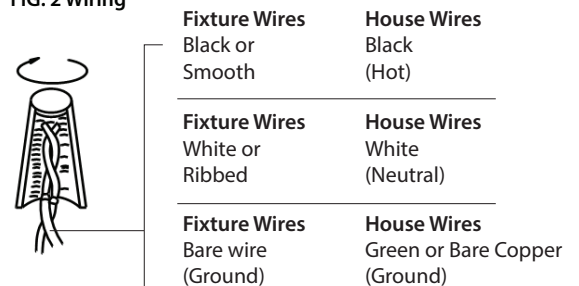 FIG. 2 Wiring
Fixture Wires House Wires
Black or Black
Smooth (Hot)
Fixture Wires House Wires
White or White
Ribbed (Neutral)
Fixture Wires House Wires
Bare wire Green or Bare Copper
(Ground) (Ground)